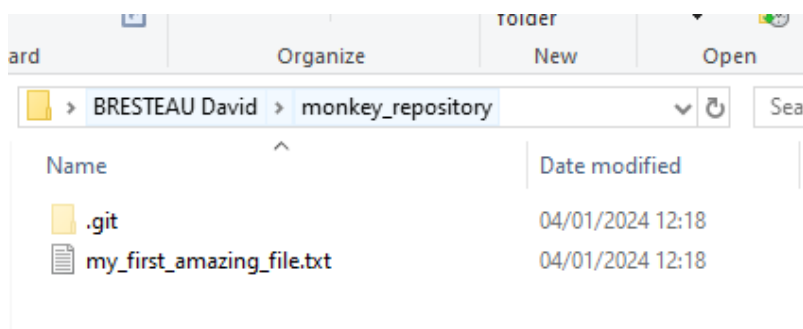 folder
ard Organize New Open
BRESTEAU David > monkey_repository Sea
Name Date modified
.git 04/01/2024 12:18
my_first_amazing_file.txt 04/01/2024 12:18